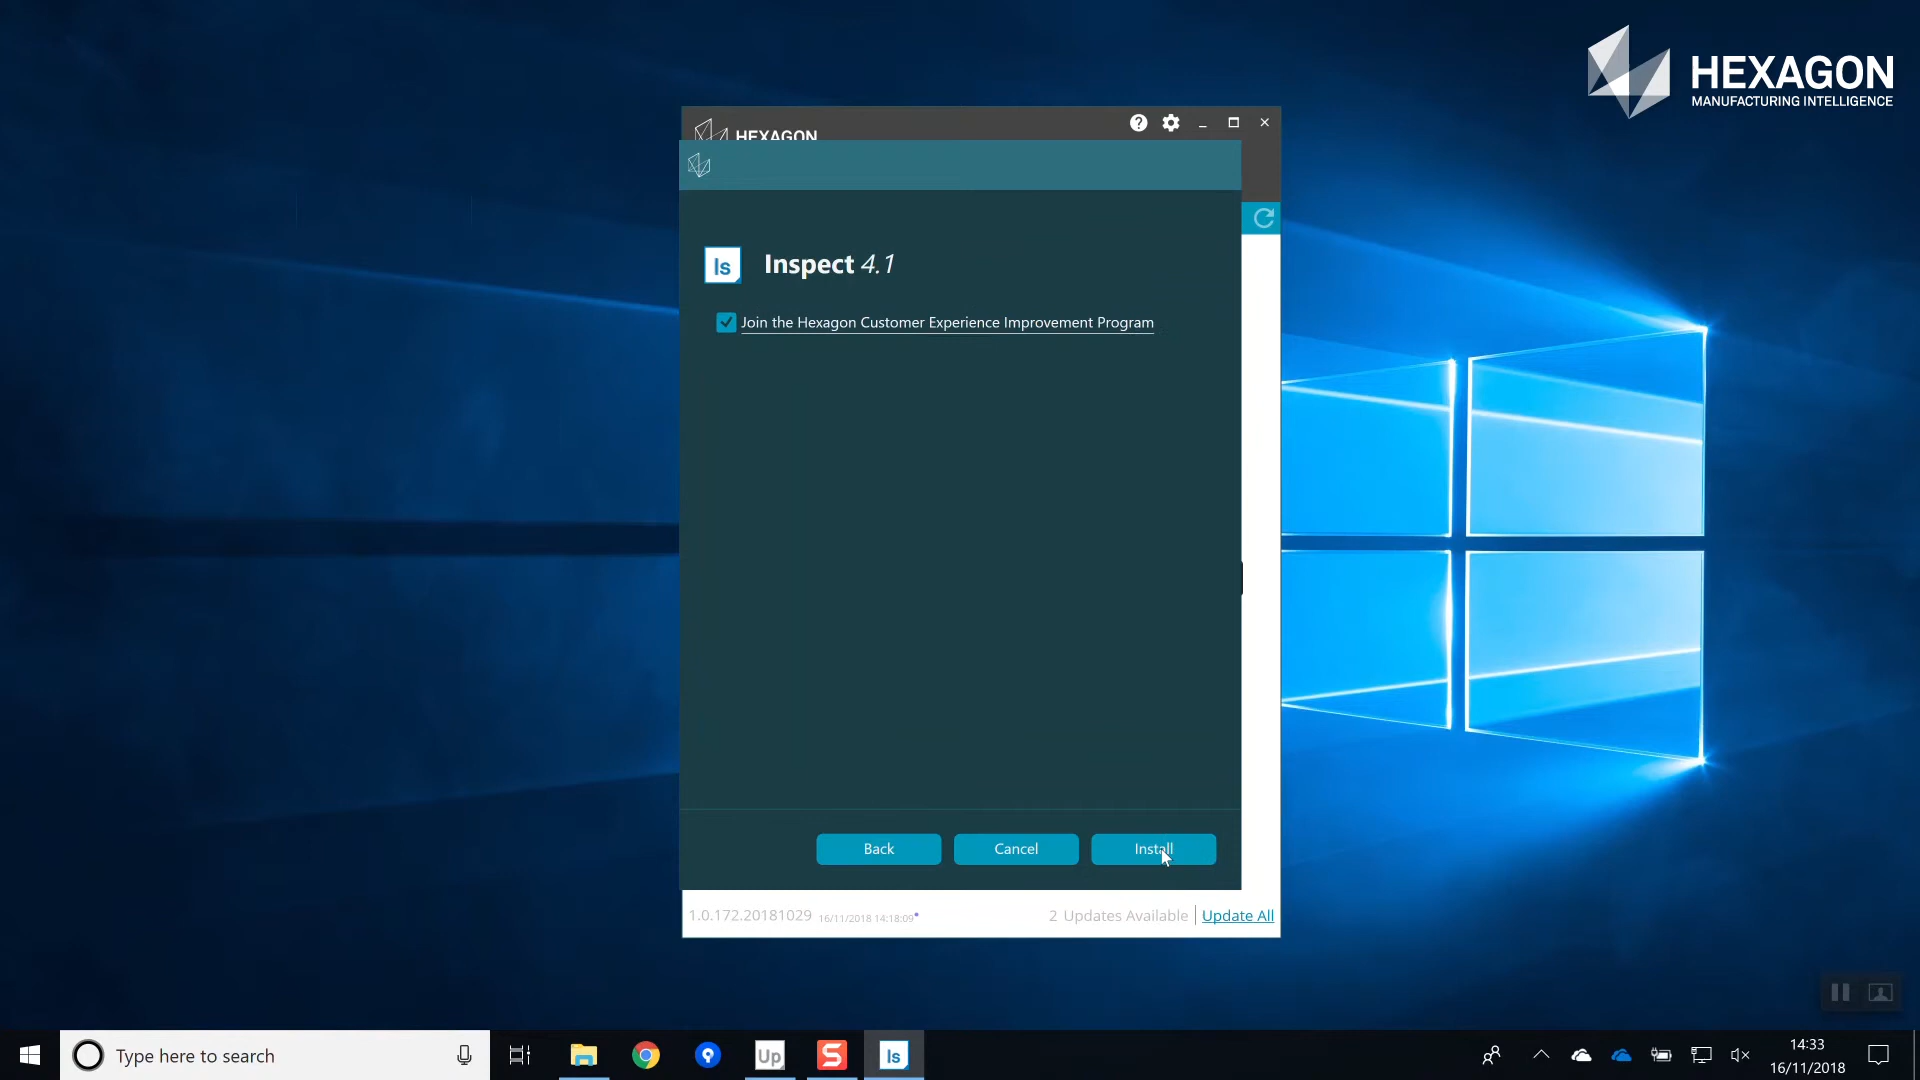 HEXAGON
MANUFACTURING INTELLIGENCE
HEXAGON
Is Inspect 4.1
Join the Hexagon Customer Experience Improvement Program
Back Cancel Install
1.0.172.20181029 16/11/2018 14:18:09* 2 Updates Available Update All
Type here to search
Up
S
Is
14:33
16/11/2018